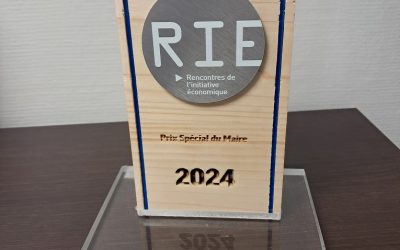 RIE
▶ Rencontres de
l'initiative
économique
Prix Spécial du Maire
2024